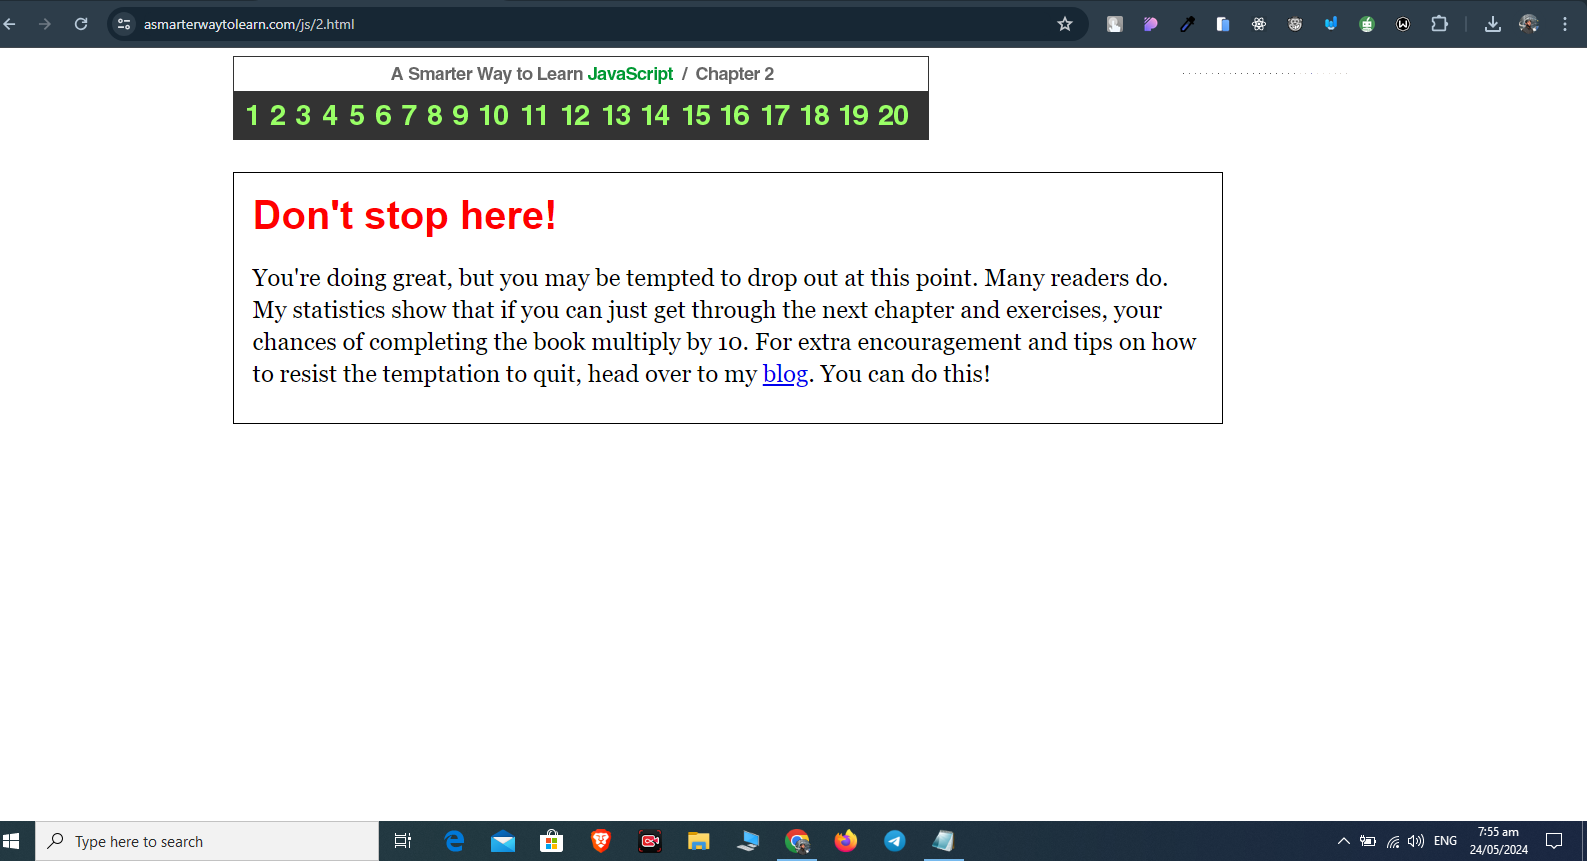 asmarterwaytolearn.com/js/2.html
A Smarter Way to Learn JavaScript / Chapter 2
1 2 3 4 5 6 7 8 9 10 11 12 13 14 15 16 17 18 19 20
Don't stop here!
You're doing great, but you may be tempted to drop out at this point. Many readers do.
My statistics show that if you can just get through the next chapter and exercises, your
chances of completing the book multiply by 10. For extra encouragement and tips on how
to resist the temptation to quit, head over to my blog. You can do this!
Type here to search
ENG
7:55 am
24/05/2024